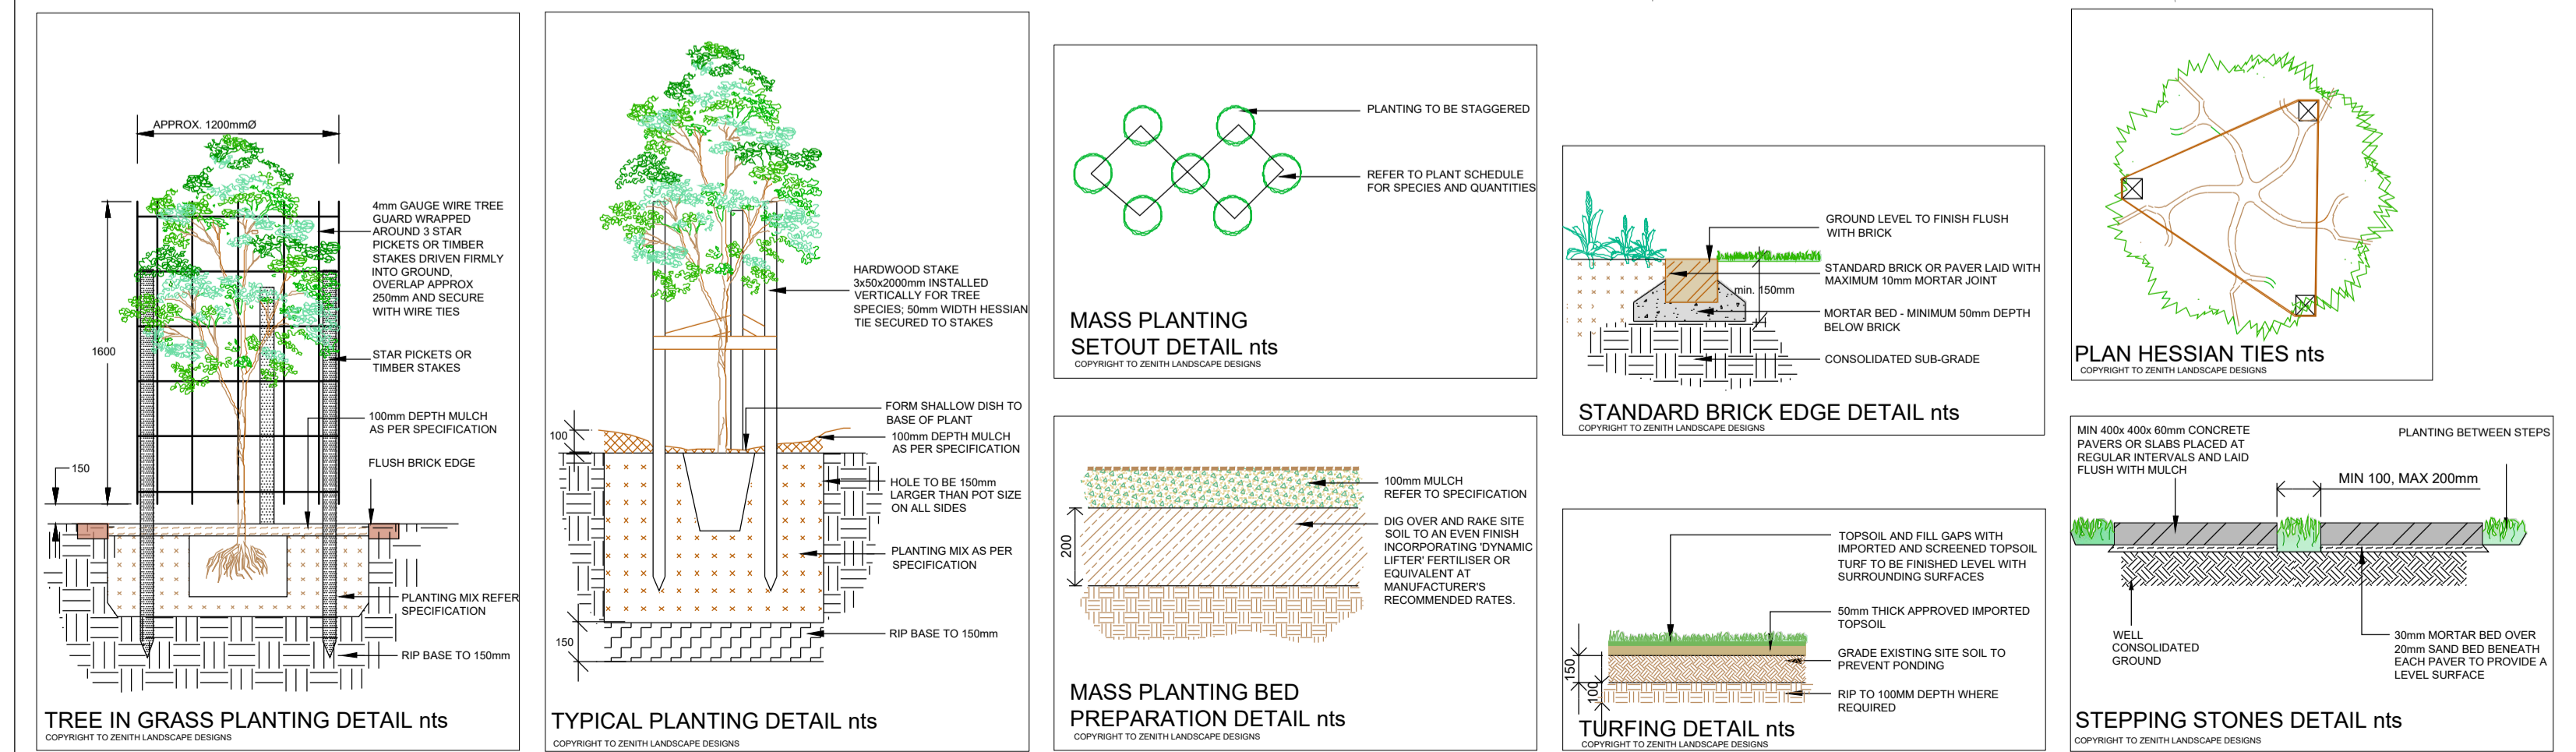 APPROX. 1200mmØ
4mm GAUGE WIRE TREE
GUARD WRAPPED
AROUND 3 STAR
PICKETS OR TIMBER
STAKES DRIVEN FIRMLY
INTO GROUND,
OVERLAP APPROX
250mm AND SECURE
WITH WIRE TIES
1600
STAR PICKETS OR
TIMBER STAKES
100mm DEPTH MULCH
AS PER SPECIFICATION
150
FLUSH BRICK EDGE
PLANTING MIX REFER
SPECIFICATION
RIP BASE TO 150mm
TREE IN GRASS PLANTING DETAIL nts
COPYRIGHT TO ZENITH LANDSCAPE DESIGNS
HARDWOOD STAKE
3x50x2000mm INSTALLED
VERTICALLY FOR TREE
SPECIES; 50mm WIDTH HESSIAN
TIE SECURED TO STAKES
FORM SHALLOW DISH TO
BASE OF PLANT
100
100mm DEPTH MULCH
AS PER SPECIFICATION
HOLE TO BE 150mm
LARGER THAN POT SIZE
ON ALL SIDES
PLANTING MIX AS PER
SPECIFICATION
RIP BASE TO 150mm
150
TYPICAL PLANTING DETAIL nts
COPYRIGHT TO ZENITH LANDSCAPE DESIGNS
PLANTING TO BE STAGGERED
REFER TO PLANT SCHEDULE
FOR SPECIES AND QUANTITIES
MASS PLANTING
SETOUT DETAIL nts
COPYRIGHT TO ZENITH LANDSCAPE DESIGNS
100mm MULCH
REFER TO SPECIFICATION
200
DIG OVER AND RAKE SITE
SOIL TO AN EVEN FINISH
INCORPORATING 'DYNAMIC
LIFTER' FERTILISER OR
EQUIVALENT AT
MANUFACTURER'S
RECOMMENDED RATES.
MASS PLANTING BED
PREPARATION DETAIL nts
COPYRIGHT TO ZENITH LANDSCAPE DESIGNS
GROUND LEVEL TO FINISH FLUSH
WITH BRICK
STANDARD BRICK OR PAVER LAID WITH
MAXIMUM 10mm MORTAR JOINT
min. 150mm
MORTAR BED - MINIMUM 50mm DEPTH
BELOW BRICK
CONSOLIDATED SUB-GRADE
STANDARD BRICK EDGE DETAIL nts
COPYRIGHT TO ZENITH LANDSCAPE DESIGNS
TOPSOIL AND FILL GAPS WITH
IMPORTED AND SCREENED TOPSOIL
TURF TO BE FINISHED LEVEL WITH
SURROUNDING SURFACES
50mm THICK APPROVED IMPORTED
TOPSOIL
GRADE EXISTING SITE SOIL TO
PREVENT PONDING
150
100
RIP TO 100MM DEPTH WHERE
REQUIRED
TURFING DETAIL nts
COPYRIGHT TO ZENITH LANDSCAPE DESIGNS
PLAN HESSIAN TIES nts
COPYRIGHT TO ZENITH LANDSCAPE DESIGNS
MIN 400x 400x 60mm CONCRETE
PAVERS OR SLABS PLACED AT
REGULAR INTERVALS AND LAID
FLUSH WITH MULCH
PLANTING BETWEEN STEPS
MIN 100, MAX 200mm
WELL
CONSOLIDATED
GROUND
30mm MORTAR BED OVER
20mm SAND BED BENEATH
EACH PAVER TO PROVIDE A
LEVEL SURFACE
STEPPING STONES DETAIL nts
COPYRIGHT TO ZENITH LANDSCAPE DESIGNS